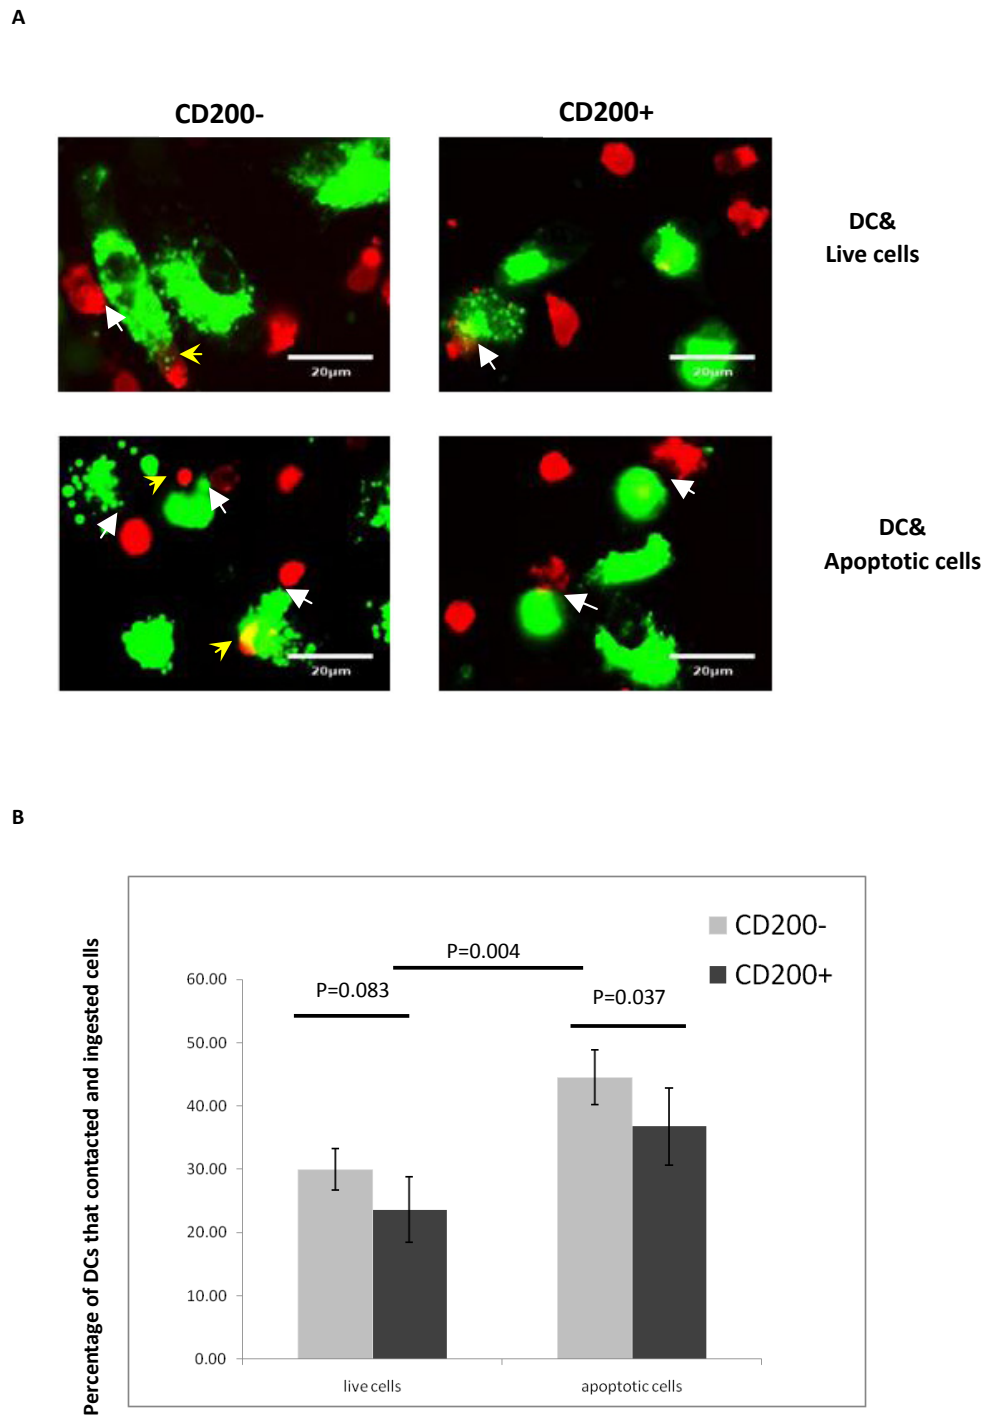 A
CD200-
CD200+
20µm
20µm
DC&
Live cells
20µm
20µm
DC&
Apoptotic cells
B
Percentage of DCs that contacted and ingested cells
CD200-
CD200+
P=0.004
P=0.083
P=0.037
60.00
50.00
40.00
30.00
20.00
10.00
0.00
live cells
apoptotic cells